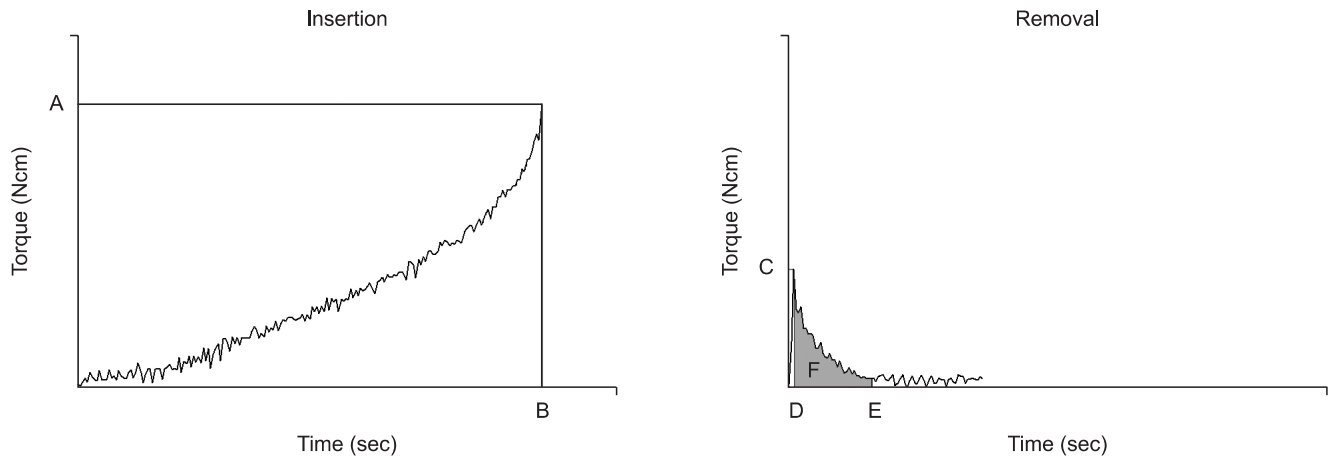 Insertion
A
Torque (Ncm)
B
Time (sec)
Removal
C
Torque (Ncm)
F
D
E
Time (sec)